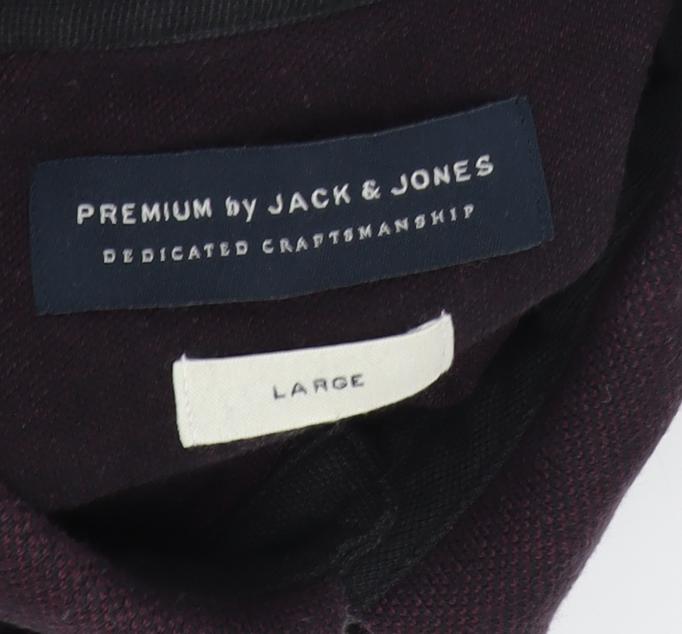 PREMIUM by JACK & JONES
DEDICATED CRAFTSMANSHIP
LARGE